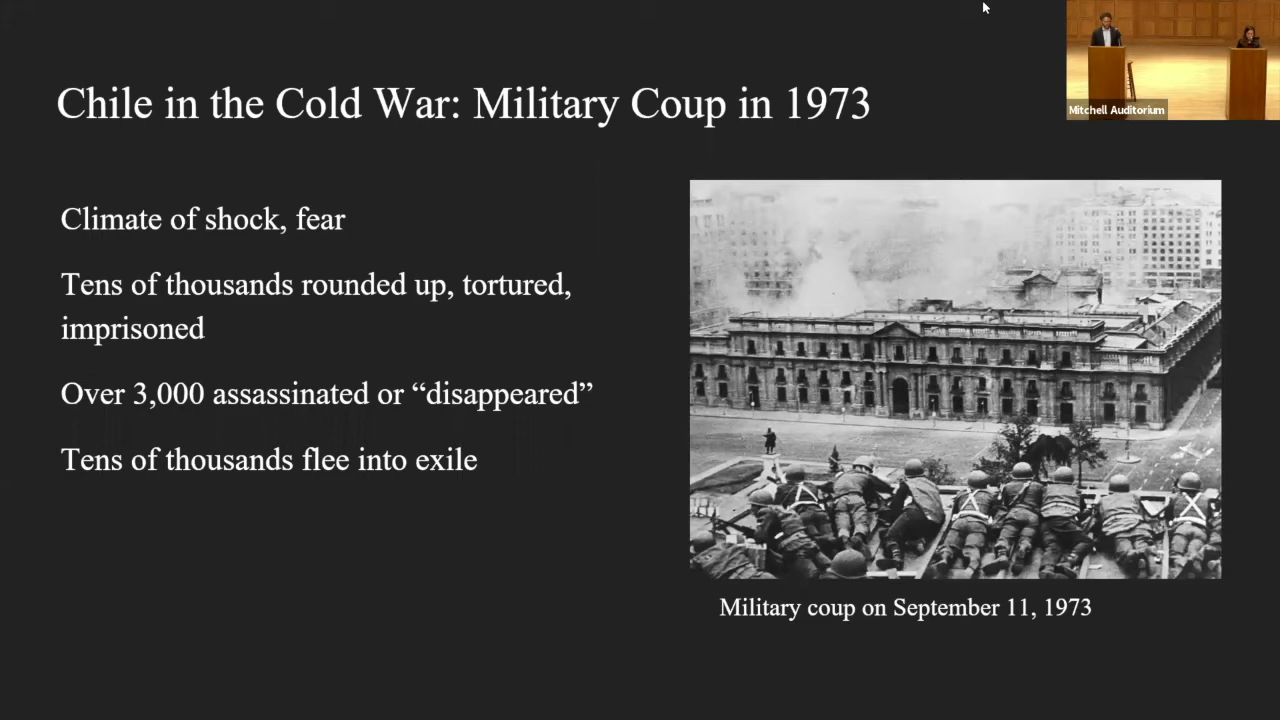 Mitchell Auditorium
Chile in the Cold War: Military Coup in 1973
Climate of shock, fear
Tens of thousands rounded up, tortured,
imprisoned
Over 3,000 assassinated or “disappeared”
Tens of thousands flee into exile
Military coup on September 11, 1973